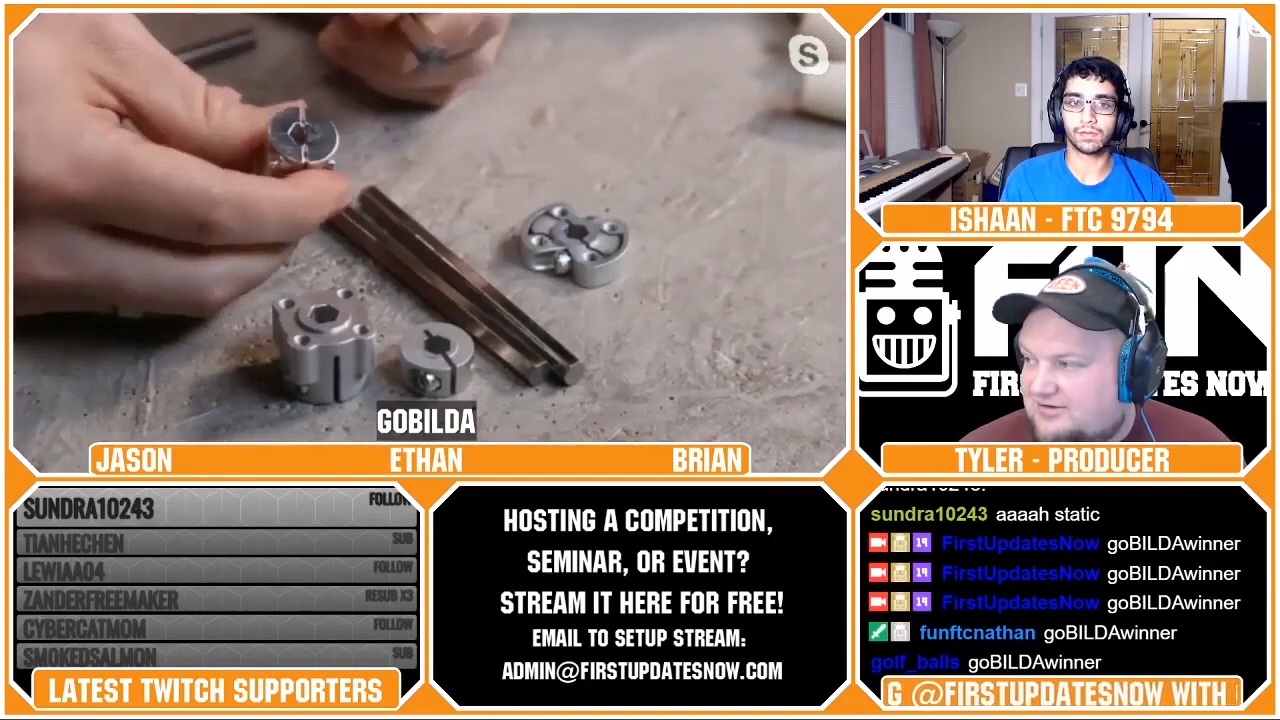 S
GOBILDA
JASON
ETHAN
BRIAN
ISHAAN - FTC 9794
TYLER - PRODUCER
SUNDRA10243 FOLLOW
TIANHECHEN SUB
LEWIAA04 FOLLOW
ZANDERFREEMAKER RESUB X3
CYBERCATMOM FOLLOW
SMOKEDSALMON SUB
LATEST TWITCH SUPPORTERS
HOSTING A COMPETITION,
SEMINAR, OR EVENT?
STREAM IT HERE FOR FREE!
EMAIL TO SETUP STREAM:
ADMIN@FIRSTUPDATESNOW.COM
sundra10243 aaaah static
19 FirstUpdatesNow goBILDAwinner
19 FirstUpdatesNow goBILDAwinner
19 FirstUpdatesNow goBILDAwinner
funftcnathan goBILDAwinner
golf_balls goBILDAwinner
G @FIRSTUPDATESNOW WITH